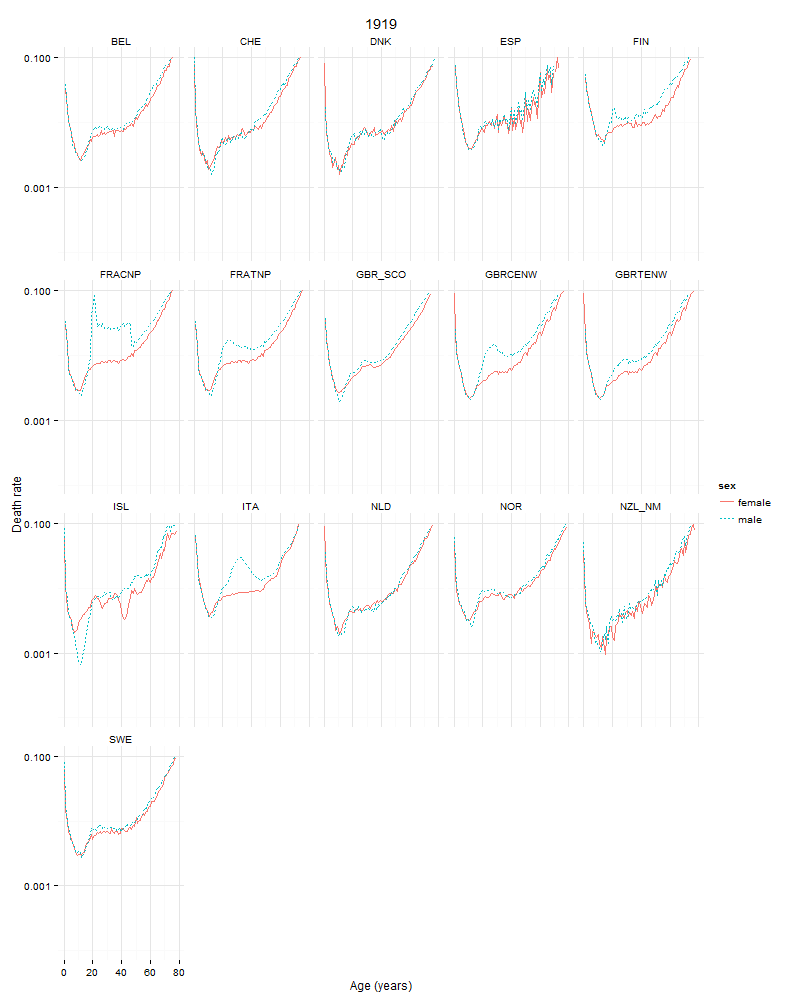 1919
BEL CHE DNK ESP FIN
0.100
0.001
FRACNP FRATNP GBR_SCO GBRCENW GBRTENW
0.100
0.001
Death rate
ISL ITA NLD NOR NZL_NM
0.100
0.001
sex
female
male
SWE
0.100
0.001
0 20 40 60 80
Age (years)